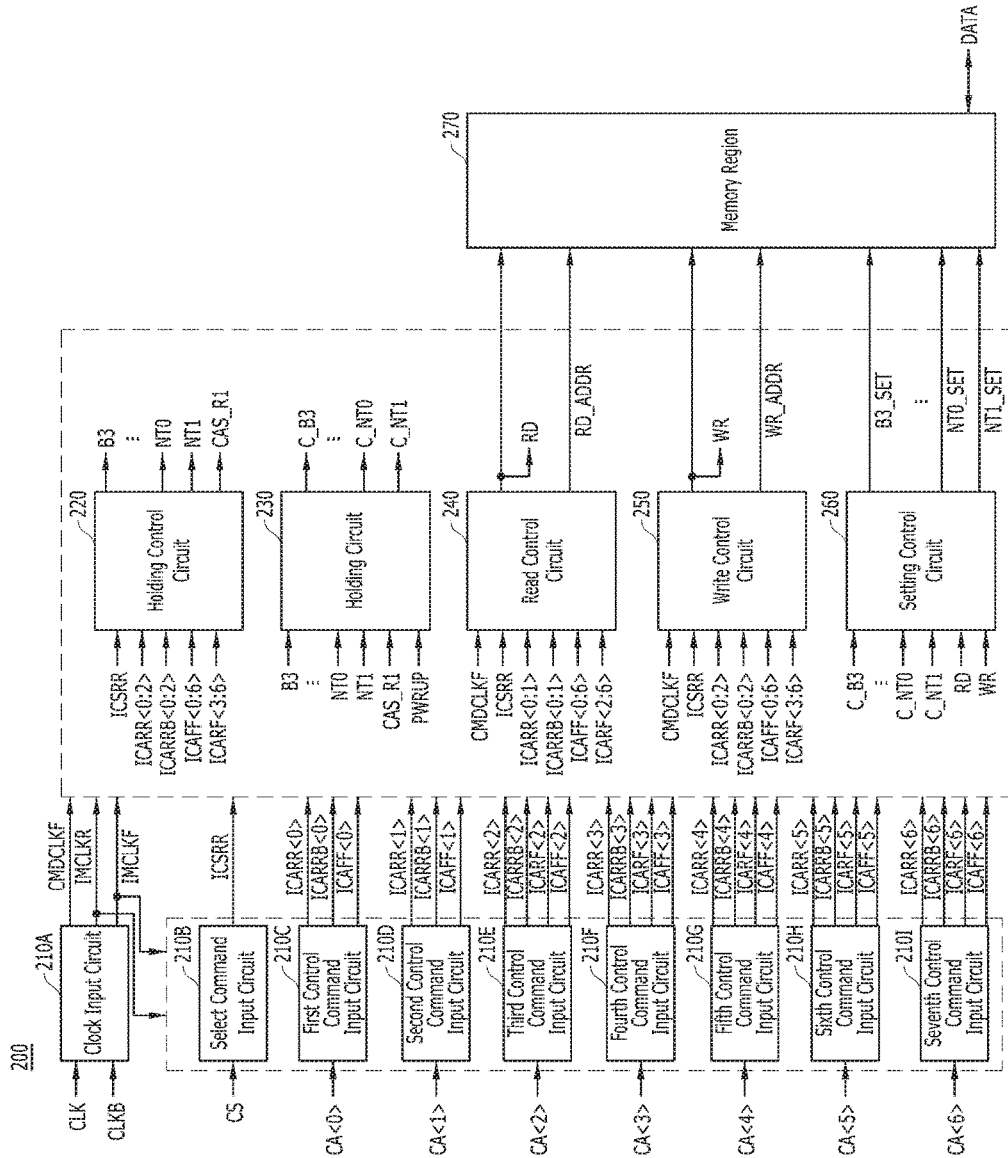 200
CLK
CLKB
210A
Clock Input Circuit
CMDCLKF
IMCLKR
IMCLKF
CS
210B
Select Command
Input Circuit
ICSRR
CA<0>
210C
First Control
Command
Input Circuit
ICARR<0>
ICARRB<0>
ICAFF<0>
CA<1>
210D
Second Control
Command
Input Circuit
ICARR<1>
ICARRB<1>
ICAFF<1>
CA<2>
210E
Third Control
Command
Input Circuit
ICARR<2>
ICARRB<2>
ICARF<2>
ICAFF<2>
CA<3>
210F
Fourth Control
Command
Input Circuit
ICARR<3>
ICARRB<3>
ICARF<3>
ICAFF<3>
CA<4>
210G
Fifth Control
Command
Input Circuit
ICARR<4>
ICARRB<4>
ICARF<4>
ICAFF<4>
CA<5>
210H
Sixth Control
Command
Input Circuit
ICARR<5>
ICARRB<5>
ICARF<5>
ICAFF<5>
CA<6>
210I
Seventh Control
Command
Input Circuit
ICARR<6>
ICARRB<6>
ICARF<6>
ICAFF<6>
ICSRR
ICARR<0:2>
ICARRB<0:2>
ICAFF<0:6>
ICARF<3:6>
220
Holding Control
Circuit
B3
⋮
NT0
NT1
CAS_R1
B3
⋮
NT0
NT1
CAS_R1
PWRUP
230
Holding Circuit
C_B3
⋮
C_NT0
C_NT1
CMDCLKF
ICSRR
ICARR<0:1>
ICARRB<0:1>
ICAFF<0:6>
ICARF<2:6>
240
Read Control
Circuit
RD
RD_ADDR
CMDCLKF
ICSRR
ICARR<0:2>
ICARRB<0:2>
ICAFF<0:6>
ICARF<3:6>
250
Write Control
Circuit
WR
WR_ADDR
C_B3
⋮
C_NT0
C_NT1
RD
WR
260
Setting Control
Circuit
B3_SET
⋮
NT0_SET
NT1_SET
270
Memory Region
DATA